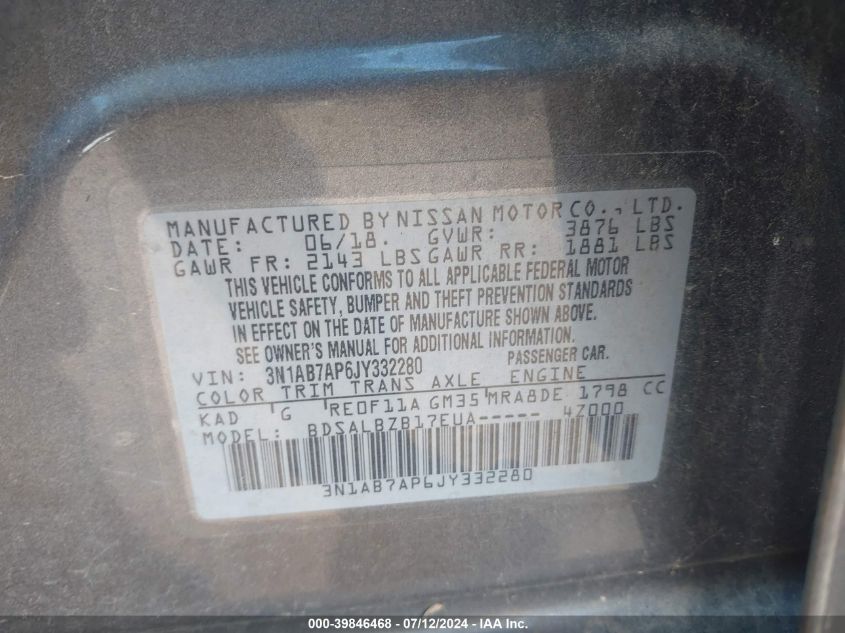 MANUFACTURED BY NISSAN MOTOR CO., LTD.
DATE: 06/18. GVWR: 3876 LBS
GAWR FR: 2143 LBS GAWR RR: 1881 LBS
THIS VEHICLE CONFORMS TO ALL APPLICABLE FEDERAL MOTOR
VEHICLE SAFETY, BUMPER AND THEFT PREVENTION STANDARDS
IN EFFECT ON THE DATE OF MANUFACTURE SHOWN ABOVE.
SEE OWNER'S MANUAL FOR ADDITIONAL INFORMATION.
VIN: 3N1AB7AP6JY332280 PASSENGER CAR.
COLOR TRIM TRANS AXLE ENGINE
KAD 'G RE0F11A GM35 MRA8DE 1798 CC
MODEL: BDSALBZB17EUA----- 4Z000
3N1AB7AP6JY332280
000-39846468 - 07/12/2024 - IAA Inc.